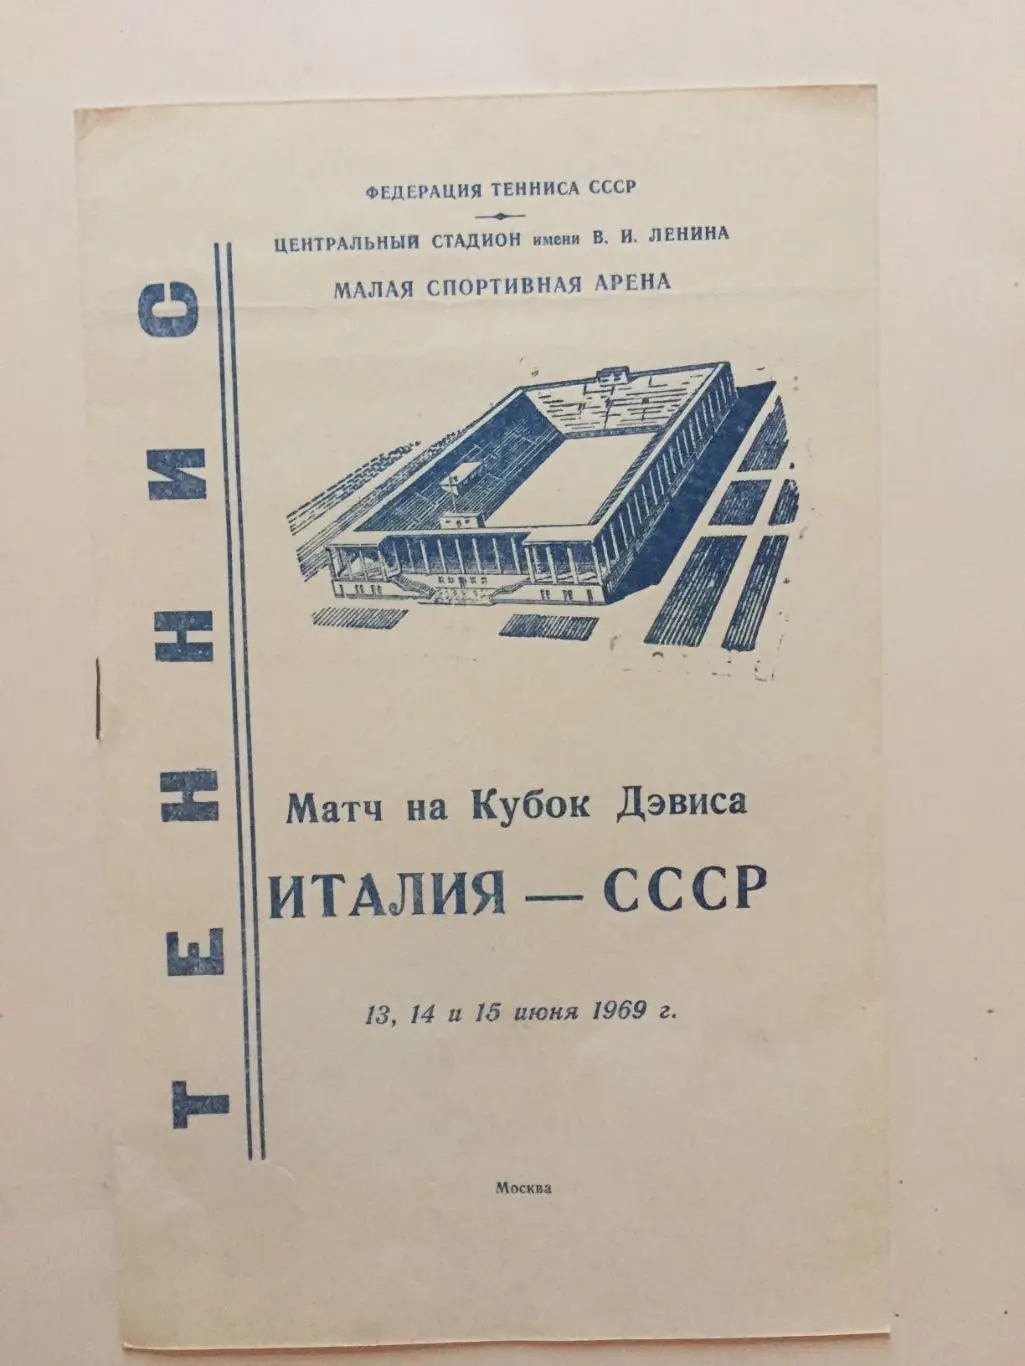 ФЕДЕРАЦИЯ ТЕННИСА СССР
ЦЕНТРАЛЬНЫЙ СТАДИОН имени В. И. ЛЕНИНА
МАЛАЯ СПОРТИВНАЯ АРЕНА
ТЕННИС
Матч на Кубок Дэвиса
ИТАЛИЯ — СССР
13, 14 и 15 июня 1969 г.
Москва